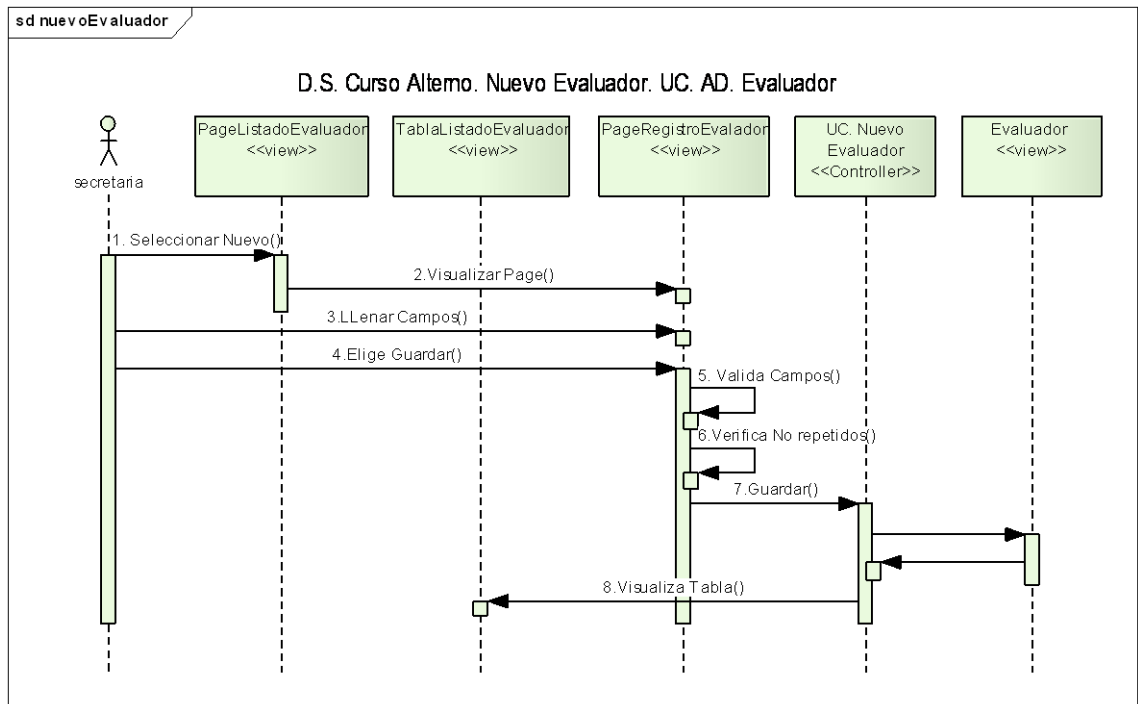 sd nuevoEvaluador
D.S. Curso Alterno. Nuevo Evaluador. UC. AD. Evaluador
secretaria
PageListadoEvaluador
<<view>>
TablaListadoEvaluador
<<view>>
PageRegistroEvalador
<<view>>
UC. Nuevo
Evaluador
<<Controller>>
Evaluador
<<view>>
1. Seleccionar Nuevo()
2.Visualizar Page()
3.LLenar Campos()
4.Elige Guardar()
5. Valida Campos()
6.Verifica No repetidos()
7.Guardar()
8.Visualiza Tabla()